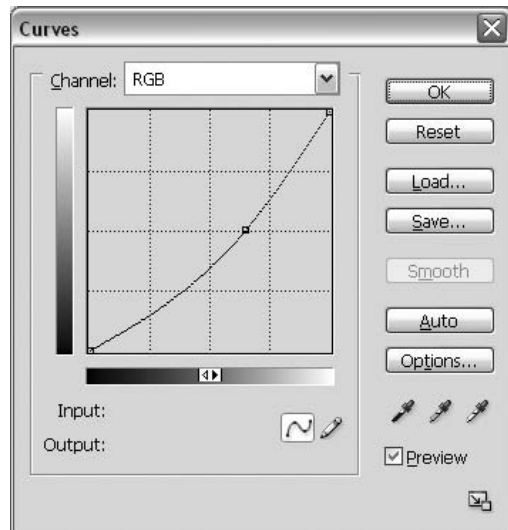 Curves
Channel: RGB
OK
Reset
Load...
Save...
Smooth
Auto
Options...
Input:
Output:
Preview